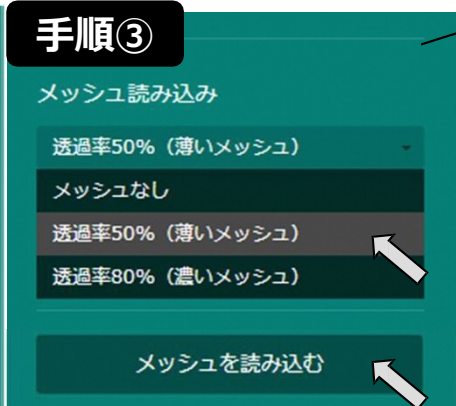 手順③
メッシュ読み込み
透過率50%（薄いメッシュ）
メッシュなし
透過率50%（薄いメッシュ）
透過率80%（濃いメッシュ）
メッシュを読み込む